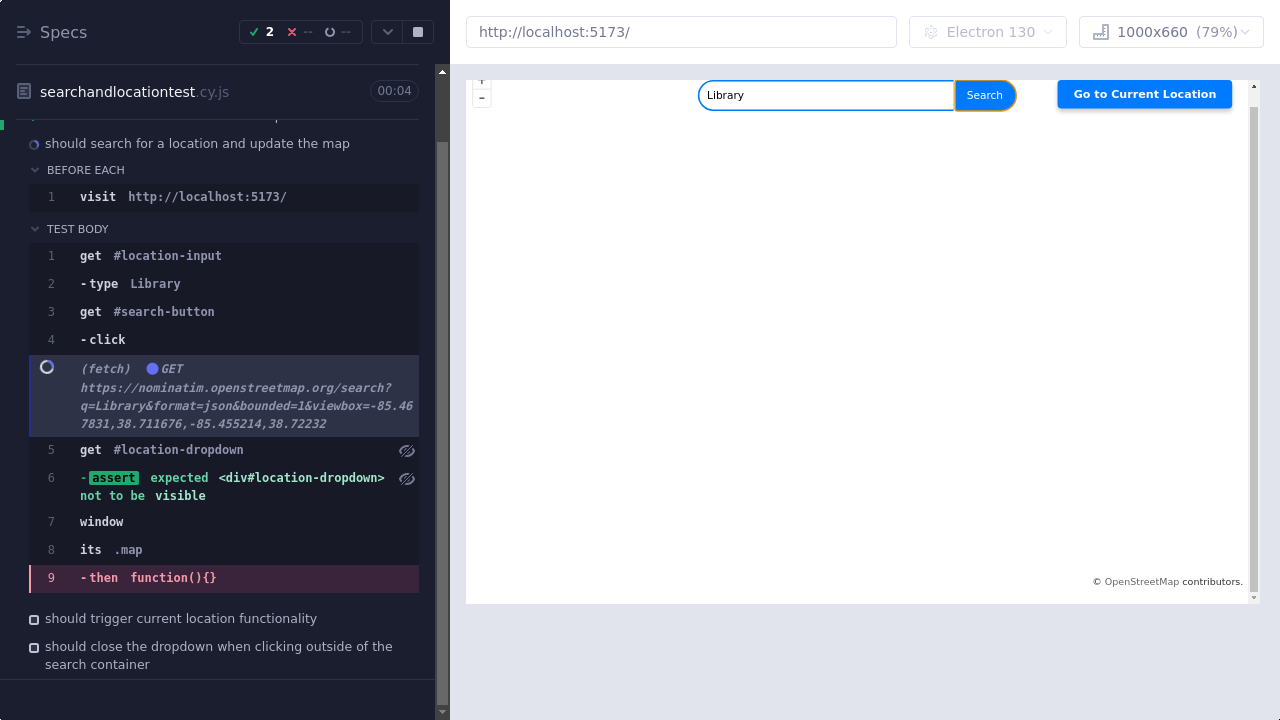 Specs
2
--
--
http://localhost:5173/
Electron 130
1000x660 (79%)
searchandlocationtest.cy.js
00:04
should search for a location and update the map
BEFORE EACH
1 visit http://localhost:5173/
TEST BODY
1 get #location-input
2 -type Library
3 get #search-button
4 -click
(fetch) GET
https://nominatim.openstreetmap.org/search?
q=Library&format=json&bounded=1&viewbox=-85.46
7831,38.711676,-85.455214,38.72232
5 get #location-dropdown
6 -assert expected <div#location-dropdown>
not to be visible
7 window
8 its .map
9 -then function(){}
should trigger current location functionality
should close the dropdown when clicking outside of the
search container
-
Library
Search
Go to Current Location
© OpenStreetMap contributors.